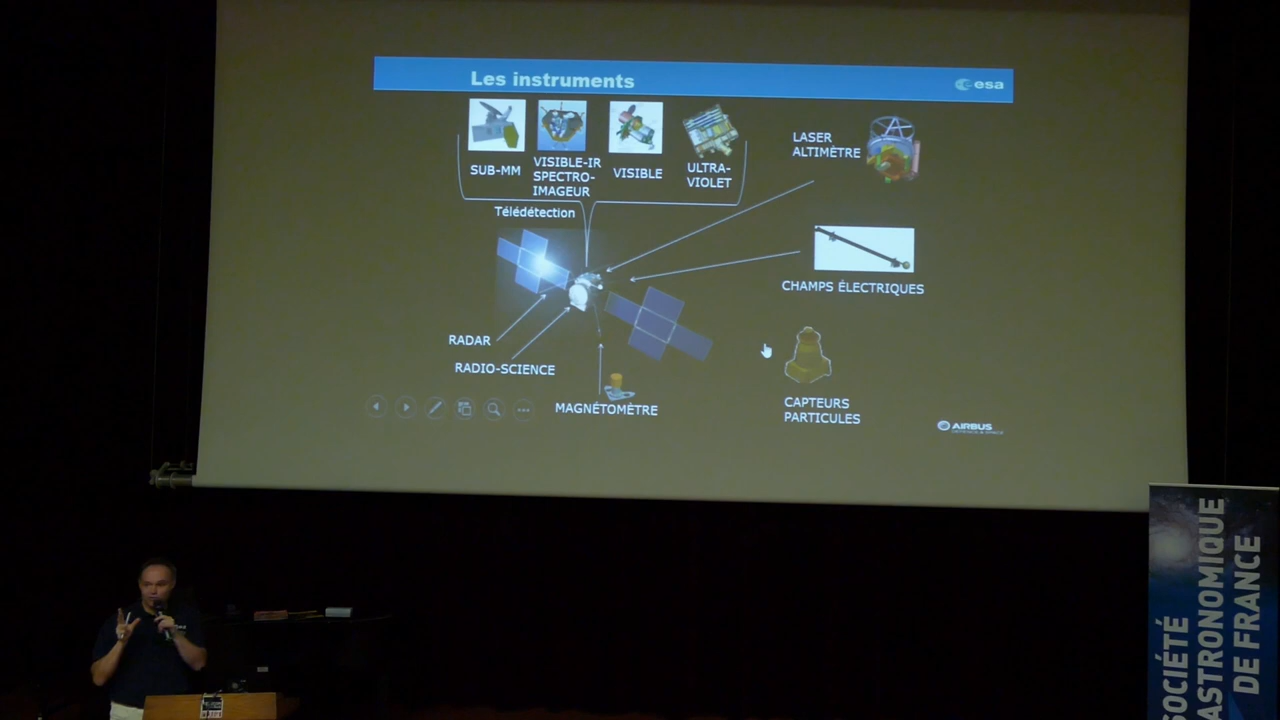 Les instruments
esa
SUB-MM
VISIBLE-IR
SPECTRO-
IMAGEUR
VISIBLE
ULTRA-
VIOLET
LASER
ALTIMÈTRE
Télédétection
CHAMPS ÉLECTRIQUES
RADAR
RADIO-SCIENCE
MAGNÉTOMÈTRE
CAPTEURS
PARTICULES
AIRBUS
SOCIÉTÉ
ASTRONOMIQUE
DE FRANCE